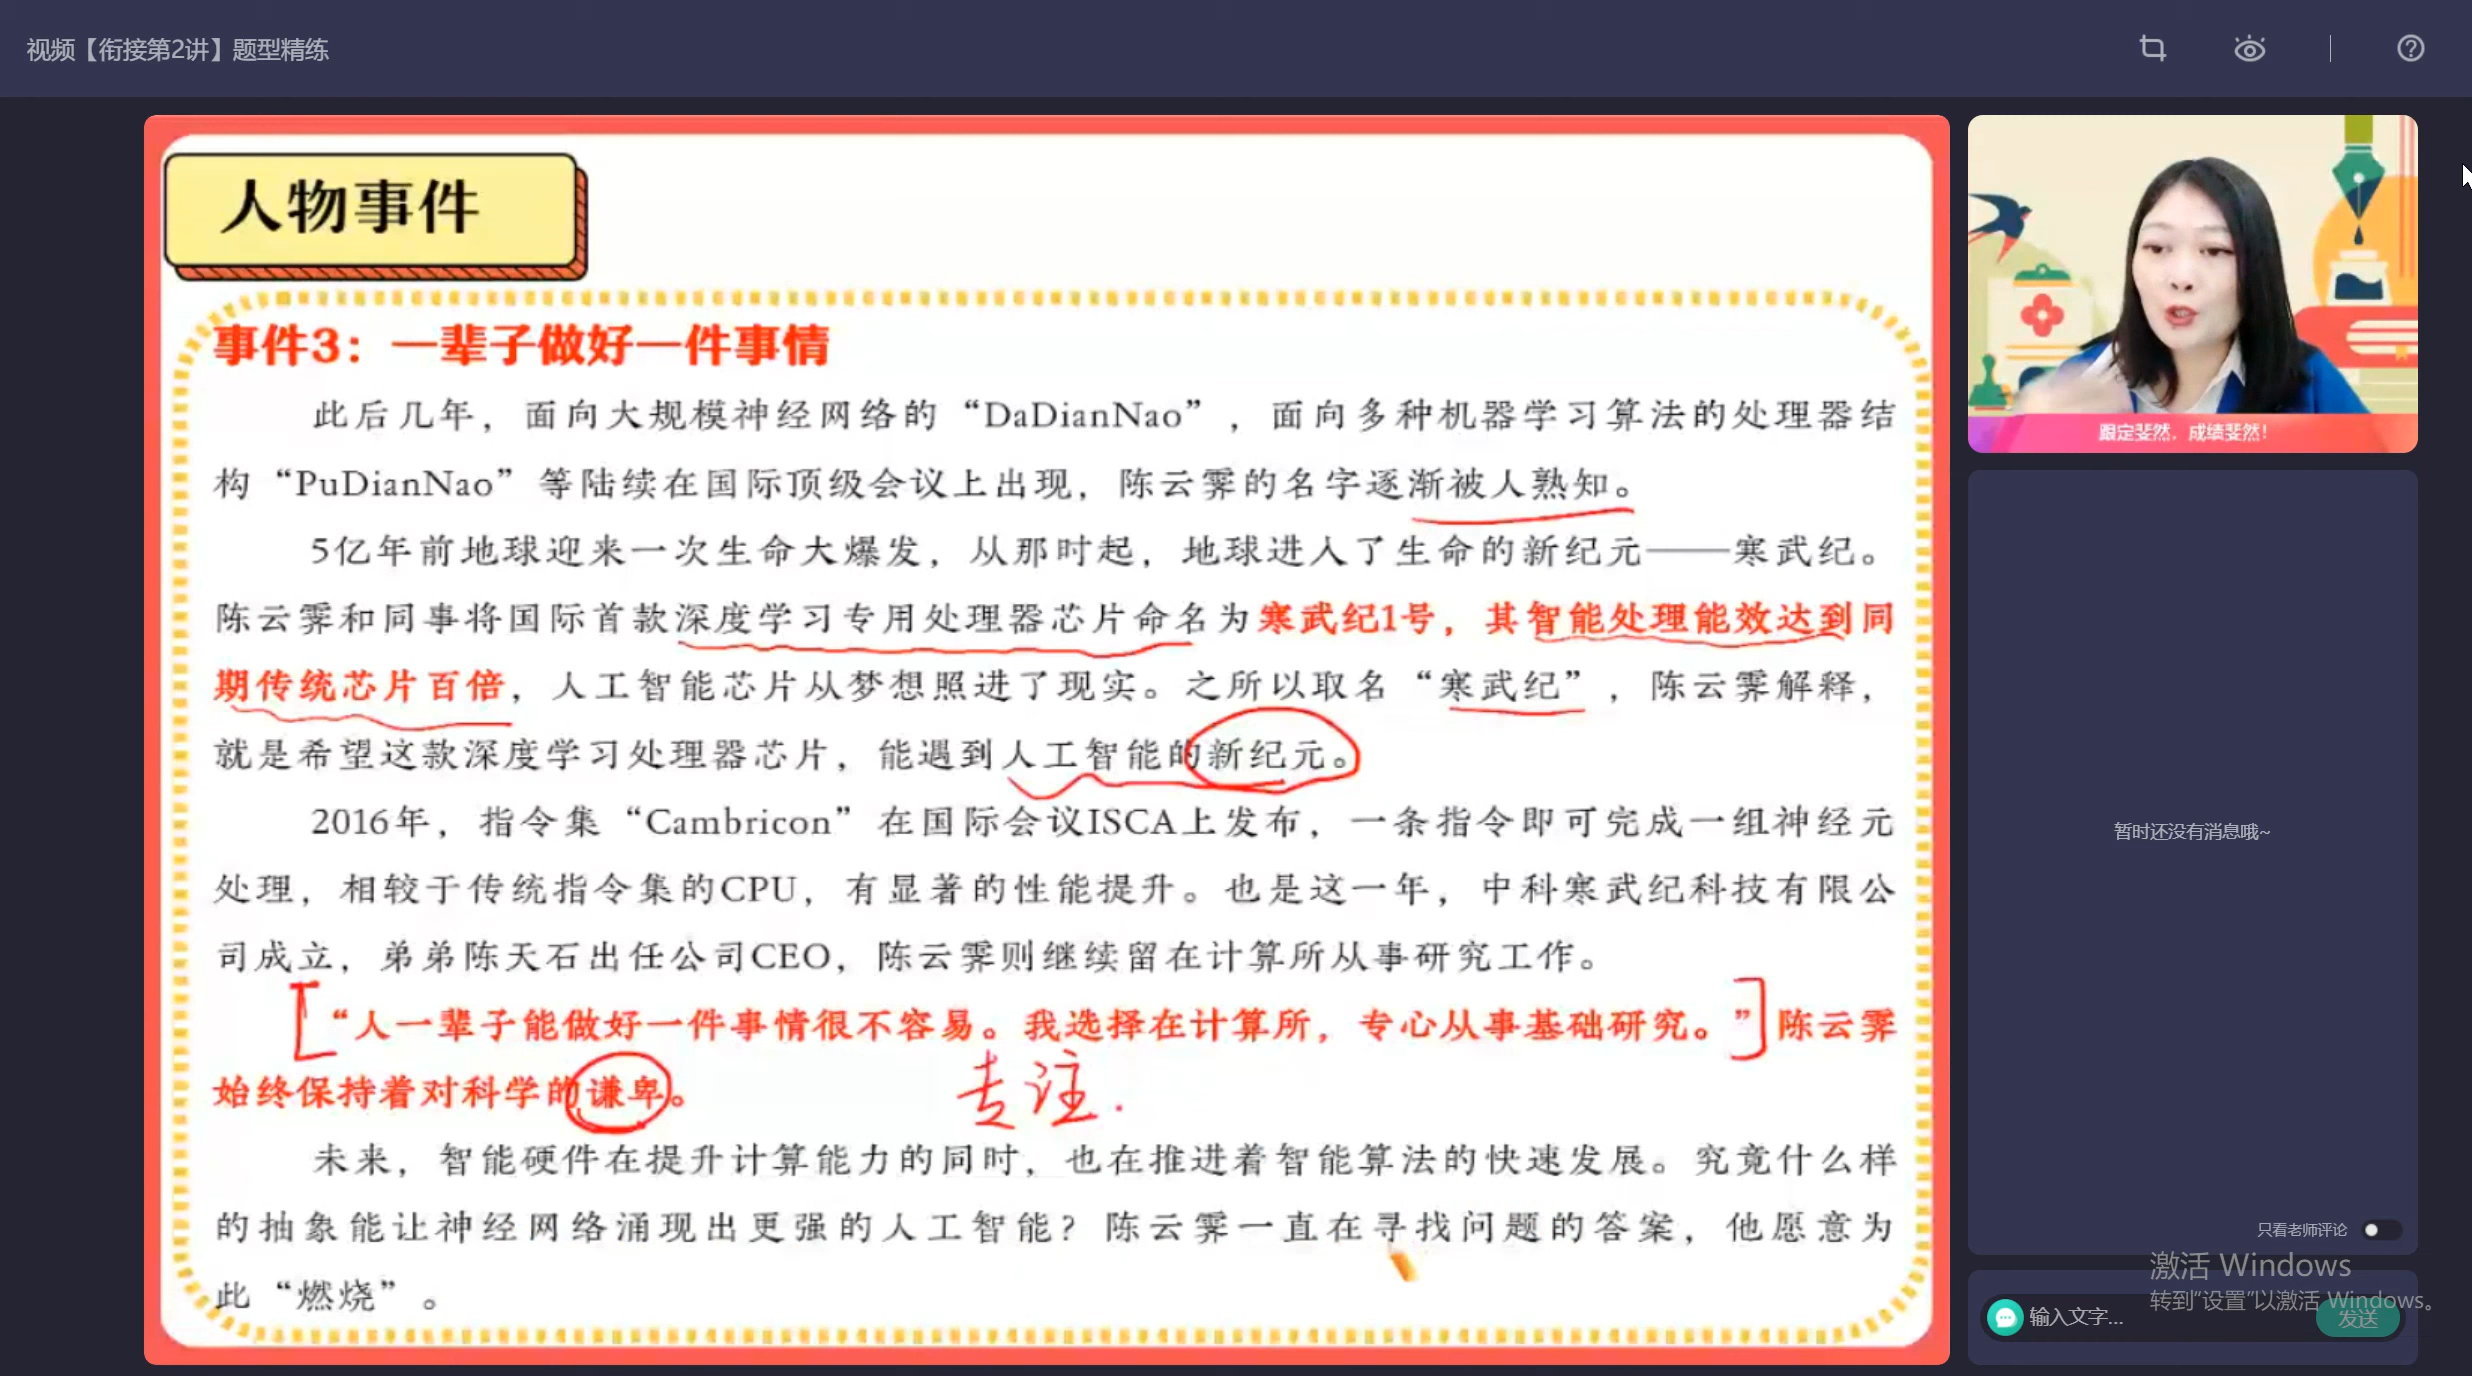 视频【衔接第2讲】题型精练
人物事件
事件3：一辈子做好一件事情
此后几年，面向大规模神经网络的“DaDianNao”，面向多种机器学习算法的处理器结
构“PuDianNao”等陆续在国际顶级会议上出现，陈云霁的名字逐渐被人熟知。
5亿年前地球迎来一次生命大爆发，从那时起，地球进入了生命的新纪元——寒武纪。
陈云霁和同事将国际首款深度学习专用处理器芯片命名为寒武纪1号，其智能处理能效达到同
期传统芯片百倍，人工智能芯片从梦想照进了现实。之所以取名“寒武纪”，陈云霁解释，
就是希望这款深度学习处理器芯片，能遇到人工智能的新纪元。
2016年，指令集“Cambricon”在国际会议ISCA上发布，一条指令即可完成一组神经元
处理，相较于传统指令集的CPU，有显著的性能提升。也是这一年，中科寒武纪科技有限公
司成立，弟弟陈天石出任公司CEO，陈云霁则继续留在计算所从事研究工作。
“人一辈子能做好一件事情很不容易。我选择在计算所，专心从事基础研究。”陈云霁
始终保持着对科学的谦卑。
专注.
未来，智能硬件在提升计算能力的同时，也在推进着智能算法的快速发展。究竟什么样
的抽象能让神经网络涌现出更强的人工智能？陈云霁一直在寻找问题的答案，他愿意为
此“燃烧”。
跟定斐然，成绩斐然！
暂时还没有消息哦~
只看老师评论
激活 Windows
转到“设置”以激活 Windows。
输入文字...
发送